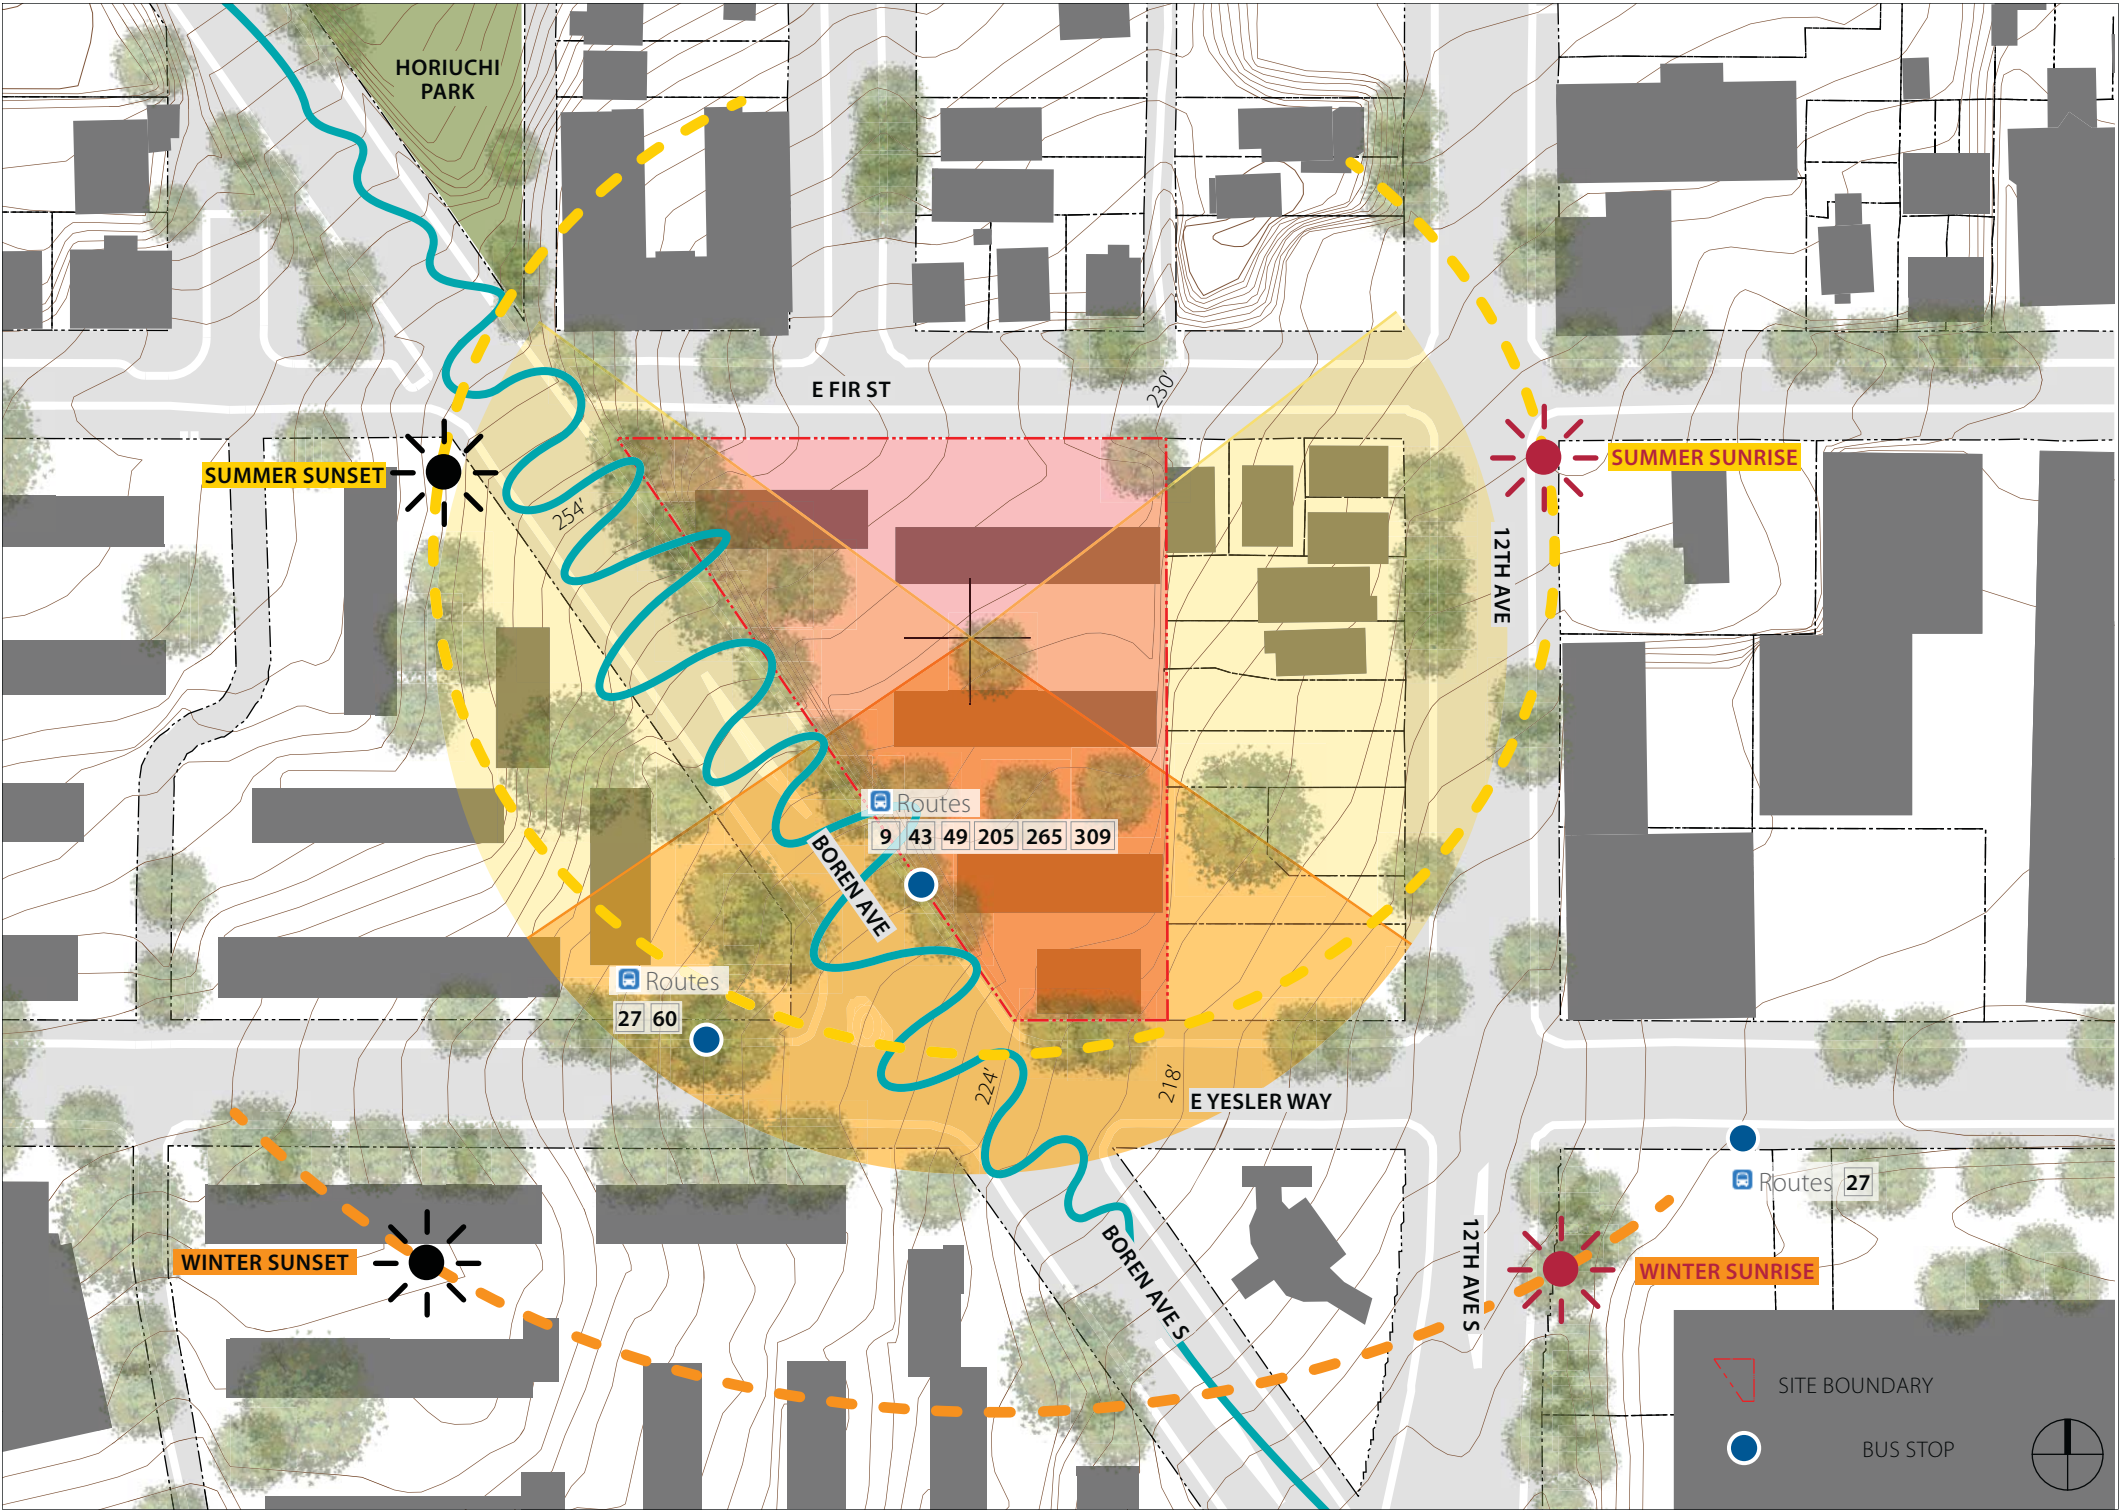 HORIUCHI
PARK
E FIR ST
230'
SUMMER SUNSET
SUMMER SUNRISE
254'
12TH AVE
Routes
9 43 49 205 265 309
BOREN AVE
Routes
27 60
224'
218'
E YESLER WAY
Routes 27
WINTER SUNSET
BOREN AVE S
12TH AVE S
WINTER SUNRISE
SITE BOUNDARY
BUS STOP